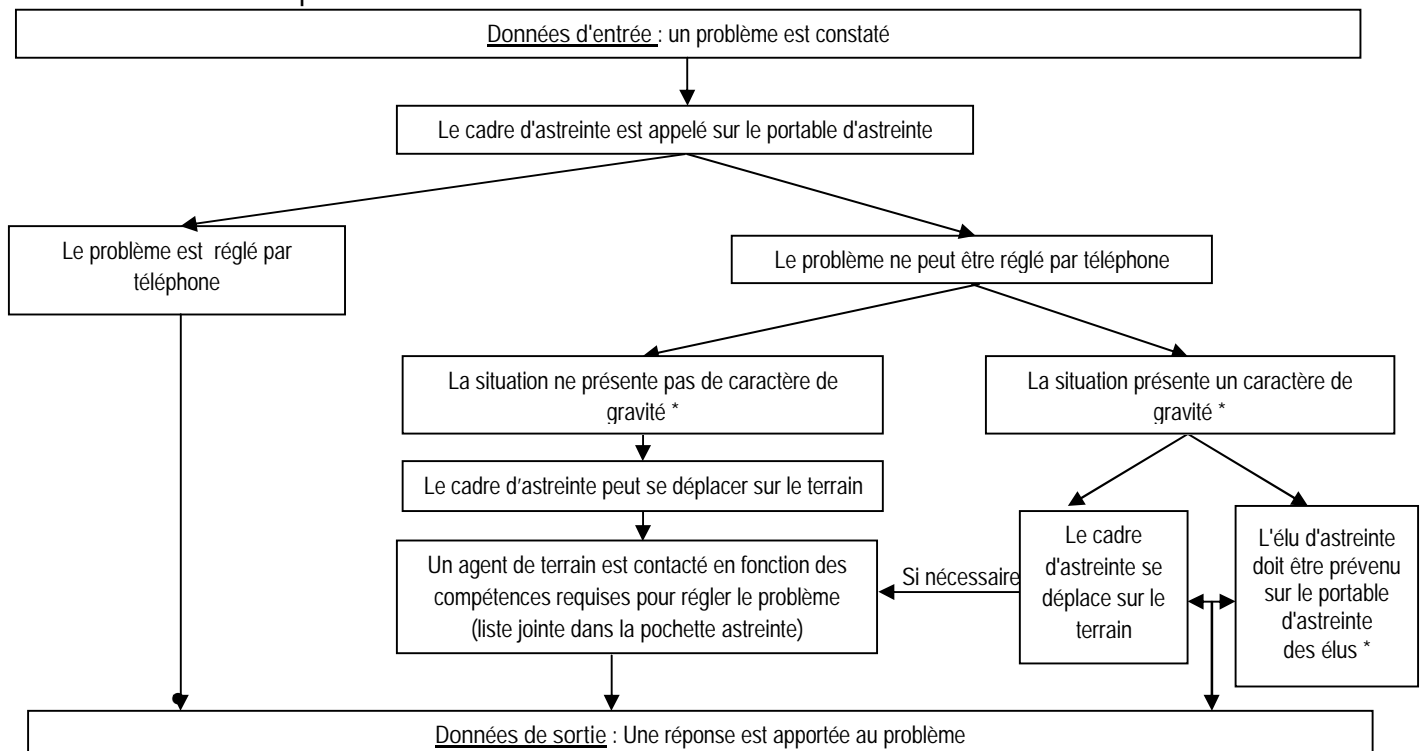 Données d'entrée : un problème est constaté
Le cadre d'astreinte est appelé sur le portable d'astreinte
Le problème est réglé par
téléphone
Le problème ne peut être réglé par téléphone
La situation ne présente pas de caractère de
gravité *
La situation présente un caractère de
gravité *
Le cadre d'astreinte peut se déplacer sur le terrain
Un agent de terrain est contacté en fonction des
compétences requises pour régler le problème
(liste jointe dans la pochette astreinte)
Si nécessaire
Le cadre
d'astreinte se
déplace sur le
terrain
L'élu d'astreinte
doit être prévenu
sur le portable
d'astreinte
des élus *
Données de sortie : Une réponse est apportée au problème